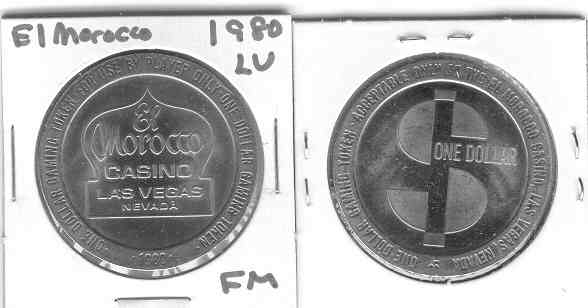 El Morocco 1980
LV
ONE DOLLAR GAMING TOKEN FOR USE BY PLAYER ONLY ONE DOLLAR GAMING TOKEN
El
Morocco
CASINO
LAS VEGAS
NEVADA
FM
ONE DOLLAR GAMING TOKEN ACCEPTABLE ONLY AT THE EL MOROCCO CASINO, LAS VEGAS, NEVADA
ONE DOLLAR